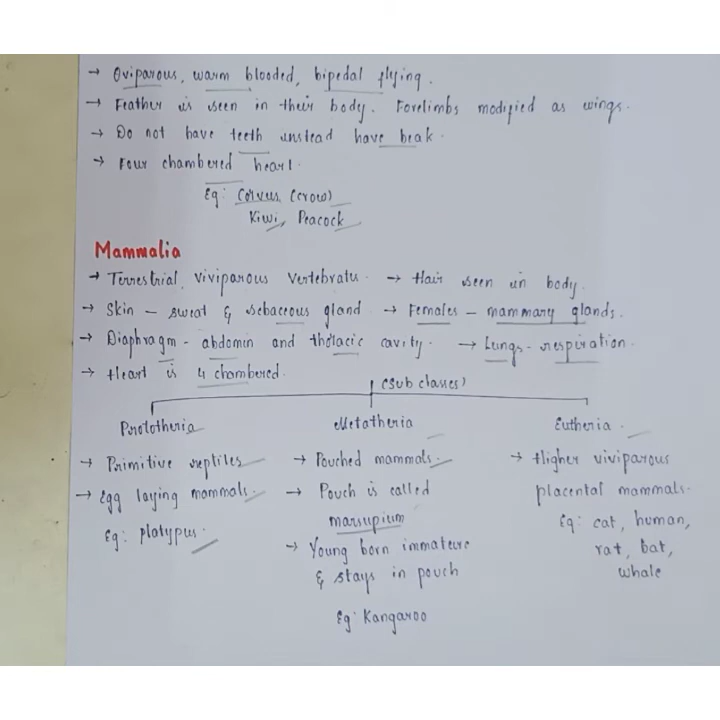 → Oviparous, warm blooded, bipedal flying.
→ Feather is seen in their body. Forelimbs modified as wings.
→ Do not have teeth instead have beak.
→ Four chambered heart.
Eg: Corvus (crow)
Kiwi, Peacock
Mammalia
→ Terrestrial, viviparous vertebrate. → Hair seen in body.
→ Skin – sweat & sebaceous gland → Females – mammary glands.
→ Diaphragm – abdomin and thoracic cavity. → Lungs – respiration.
→ Heart is 4 chambered.
(Sub classes)
Prototheria
→ Primitive reptiles
→ Egg laying mammals.
Eg: platypus.
Metatheria
→ Pouched mammals.
→ Pouch is called
marsupium
→ Young born immature
& stays in pouch
Eg: Kangaroo
Eutheria.
→ Higher viviparous
placental mammals.
Eg: cat, human,
rat, bat,
whale